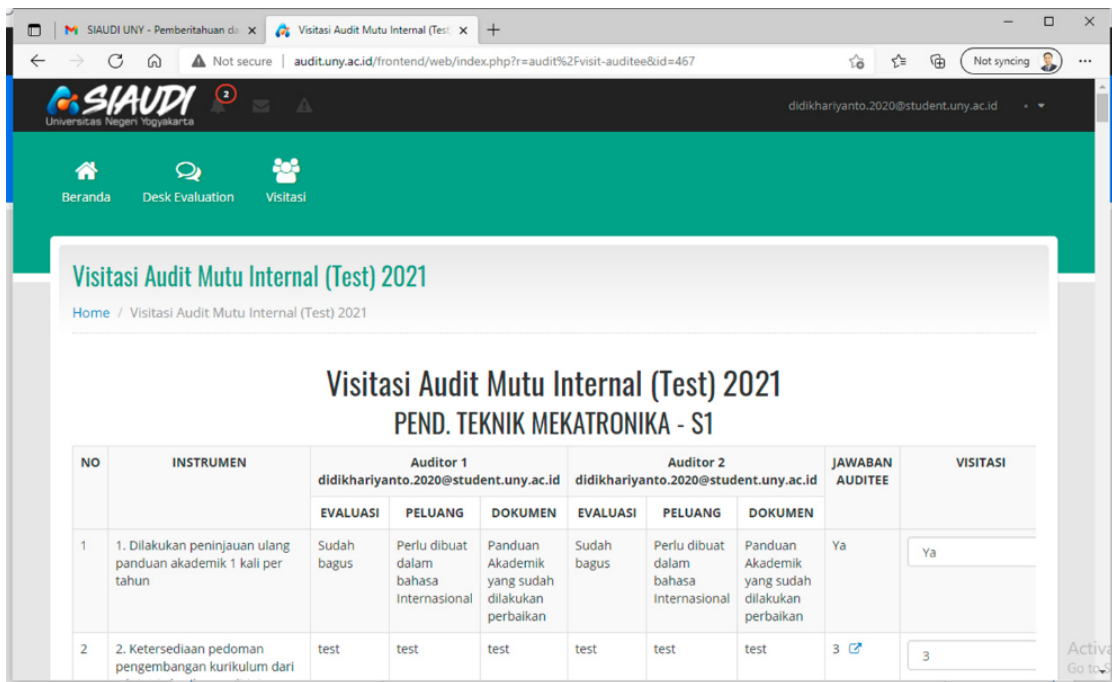 SIAUDI UNY - Pemberitahuan da
Visitasi Audit Mutu Internal (Test)
Not secure | audit.uny.ac.id/frontend/web/index.php?r=audit%2Fvisit-auditee&id=467
Not syncing
SIAUDI
Universitas Negeri Yogyakarta
2
didikhariyanto.2020@student.uny.ac.id
Beranda
Desk Evaluation
Visitasi
Visitasi Audit Mutu Internal (Test) 2021
Home / Visitasi Audit Mutu Internal (Test) 2021
Visitasi Audit Mutu Internal (Test) 2021
PEND. TEKNIK MEKATRONIKA - S1
NO
INSTRUMEN
Auditor 1
didikhariyanto.2020@student.uny.ac.id
Auditor 2
didikhariyanto.2020@student.uny.ac.id
JAWABAN
AUDITEE
VISITASI
EVALUASI
PELUANG
DOKUMEN
EVALUASI
PELUANG
DOKUMEN
1
1. Dilakukan peninjauan ulang
panduan akademik 1 kali per
tahun
Sudah
bagus
Perlu dibuat
dalam
bahasa
Internasional
Panduan
Akademik
yang sudah
dilakukan
perbaikan
Sudah
bagus
Perlu dibuat
dalam
bahasa
Internasional
Panduan
Akademik
yang sudah
dilakukan
perbaikan
Ya
Ya
2
2. Ketersediaan pedoman
pengembangan kurikulum dari
test
test
test
test
test
test
3
3
Activa
Go to S